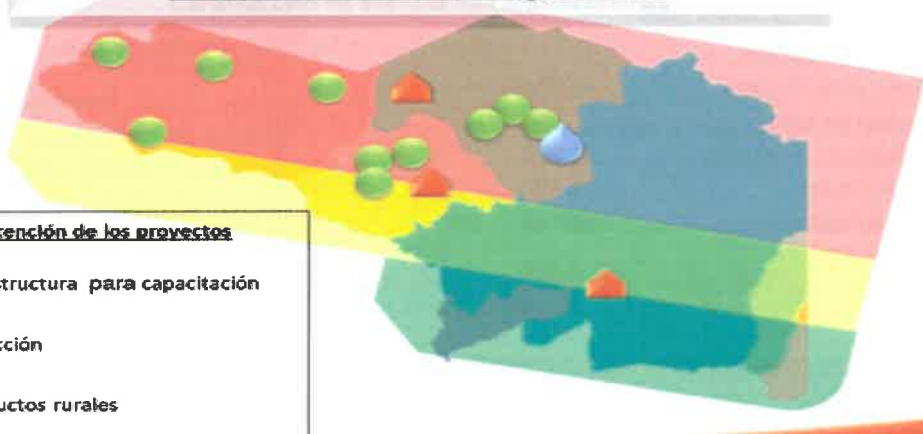 tención de los proyectos
structura para capacitación
cción
uctos rurales